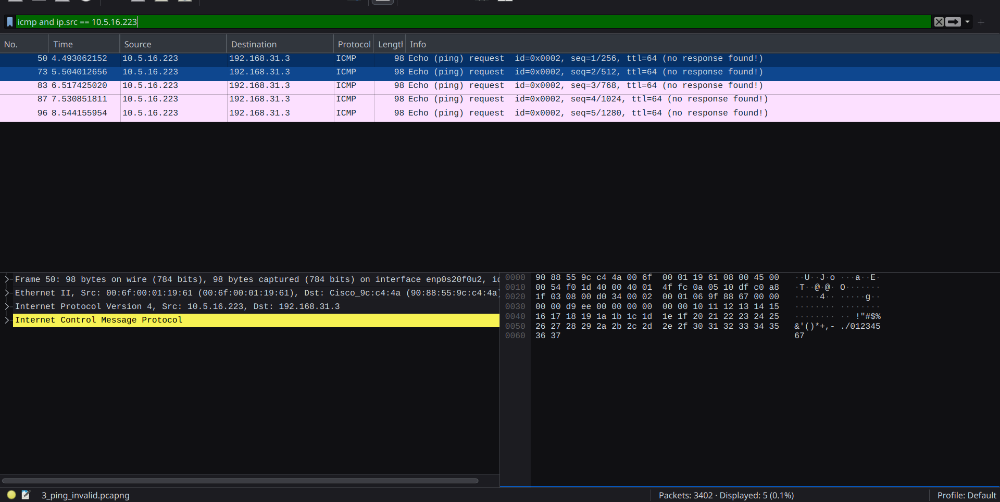 icmp and ip.src == 10.5.16.223
No. Time Source Destination Protocol Lengtl Info
50 4.493062152 10.5.16.223 192.168.31.3 ICMP 98 Echo (ping) request id=0x0002, seq=1/256, ttl=64 (no response found!)
73 5.504012656 10.5.16.223 192.168.31.3 ICMP 98 Echo (ping) request id=0x0002, seq=2/512, ttl=64 (no response found!)
83 6.517425020 10.5.16.223 192.168.31.3 ICMP 98 Echo (ping) request id=0x0002, seq=3/768, ttl=64 (no response found!)
87 7.530851811 10.5.16.223 192.168.31.3 ICMP 98 Echo (ping) request id=0x0002, seq=4/1024, ttl=64 (no response found!)
96 8.544155954 10.5.16.223 192.168.31.3 ICMP 98 Echo (ping) request id=0x0002, seq=5/1280, ttl=64 (no response found!)
Frame 50: 98 bytes on wire (784 bits), 98 bytes captured (784 bits) on interface enp0s20f0u2, ic
Ethernet II, Src: 00:6f:00:01:19:61 (00:6f:00:01:19:61), Dst: Cisco_9c:c4:4a (90:88:55:9c:c4:4a)
Internet Protocol Version 4, Src: 10.5.16.223, Dst: 192.168.31.3
Internet Control Message Protocol
0000 90 88 55 9c c4 4a 00 6f 00 01 19 61 08 00 45 00 ··U··J·o ···a··E·
0010 00 54 f0 1d 40 00 40 01 4f fc 0a 05 10 df c0 a8 ·T··@·@· O·······
0020 1f 03 08 00 d0 34 00 02 00 01 06 9f 88 67 00 00 ·····4·· ·····g··
0030 00 00 d9 ee 00 00 00 00 00 00 10 11 12 13 14 15 ········ ········
0040 16 17 18 19 1a 1b 1c 1d 1e 1f 20 21 22 23 24 25 ········ ·· !"#$%
0050 26 27 28 29 2a 2b 2c 2d 2e 2f 30 31 32 33 34 35 &'()*+,- ./012345
0060 36 37 67
3_ping_invalid.pcapng
Packets: 3402 · Displayed: 5 (0.1%)
Profile: Default